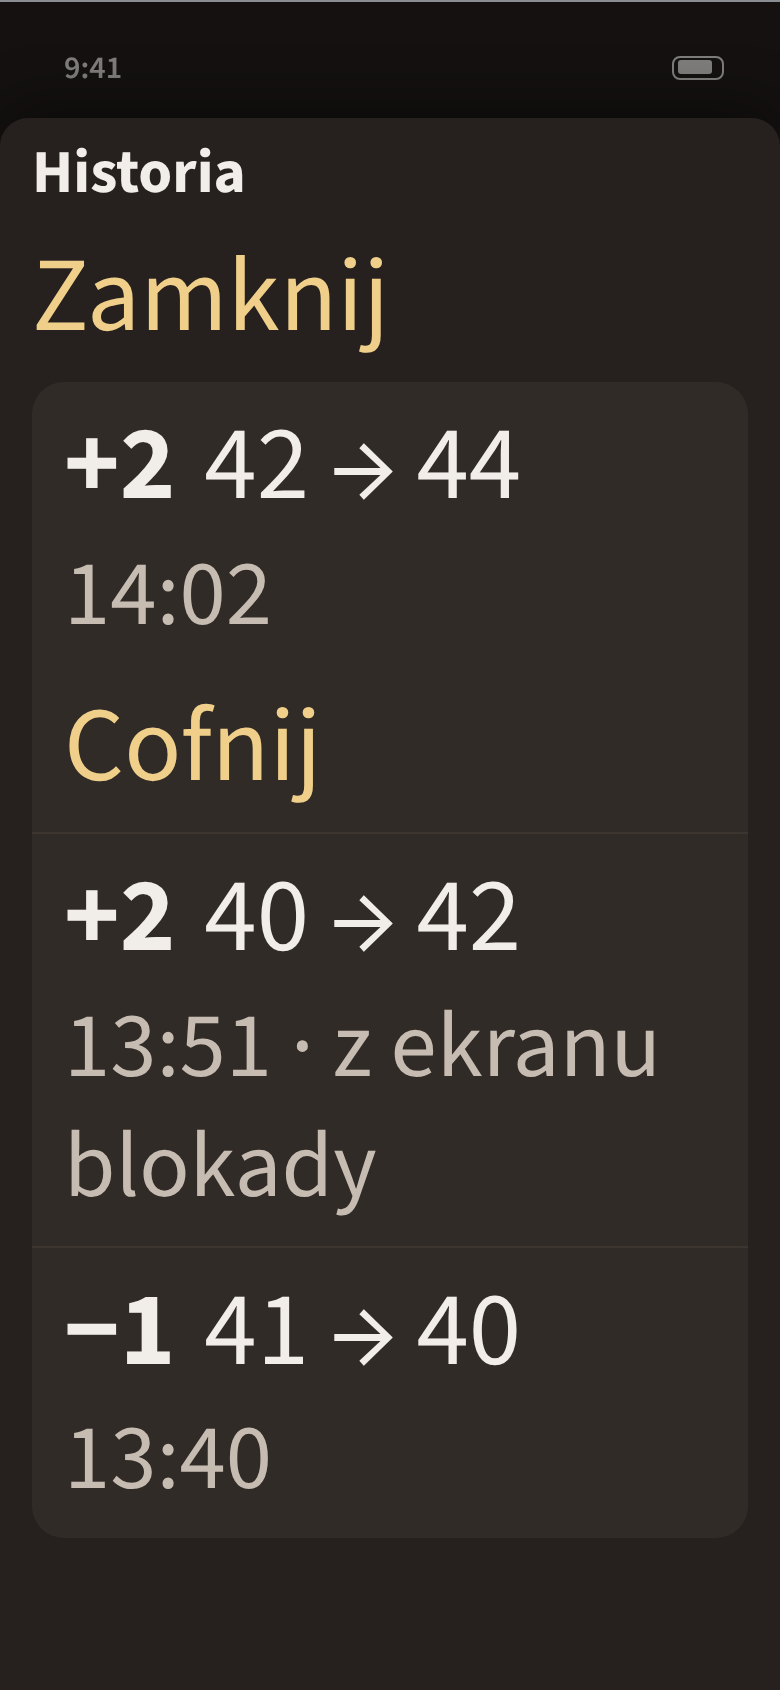 9:41
Historia
Zamknij
+2 42 → 44
14:02
Cofnij
+2 40 → 42
13:51 · z ekranu
blokady
−1 41 → 40
13:40